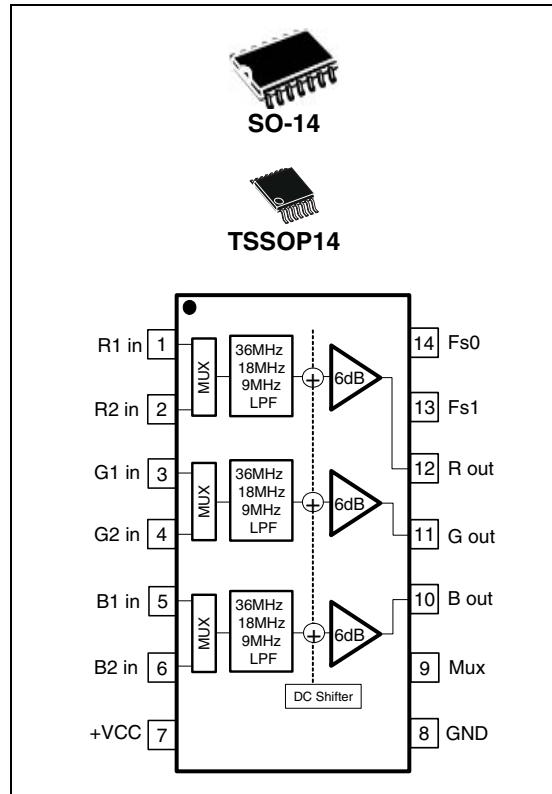 SO-14
TSSOP14
R1 in 1
MUX
36MHz
18MHz
9MHz
LPF
+
6dB
14 Fs0
R2 in 2
13 Fs1
12 R out
G1 in 3
MUX
36MHz
18MHz
9MHz
LPF
+
6dB
G2 in 4
11 G out
B1 in 5
MUX
36MHz
18MHz
9MHz
LPF
+
6dB
10 B out
B2 in 6
9 Mux
DC Shifter
+VCC 7
8 GND